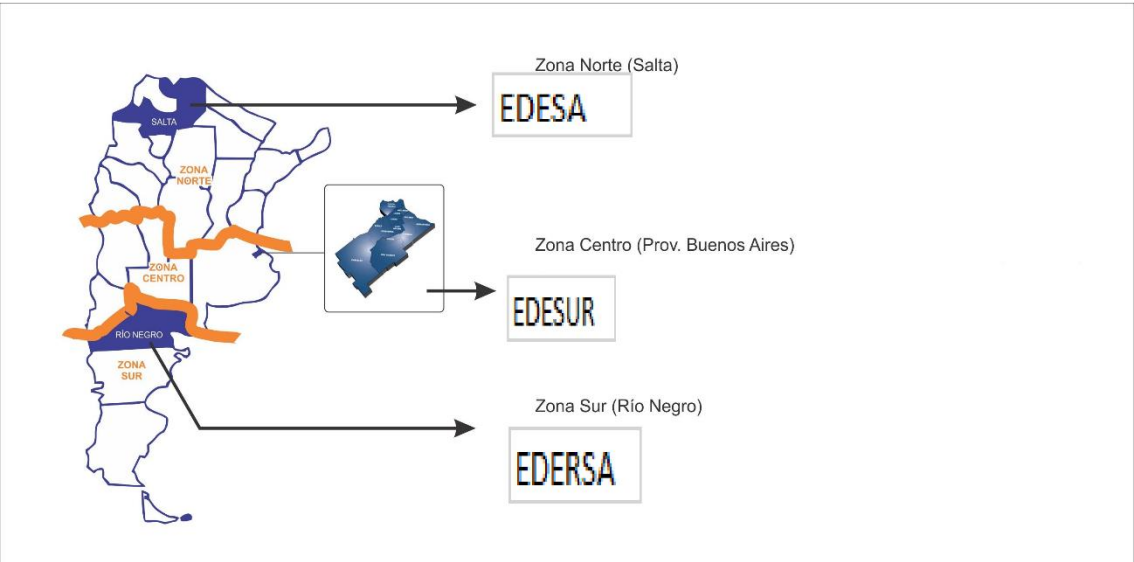 Zona Norte (Salta)
EDESA
SALTA
ZONA
NORTE
Zona Centro (Prov. Buenos Aires)
EDESUR
ZONA
CENTRO
RÍO NEGRO
ZONA
SUR
Zona Sur (Río Negro)
EDERSA